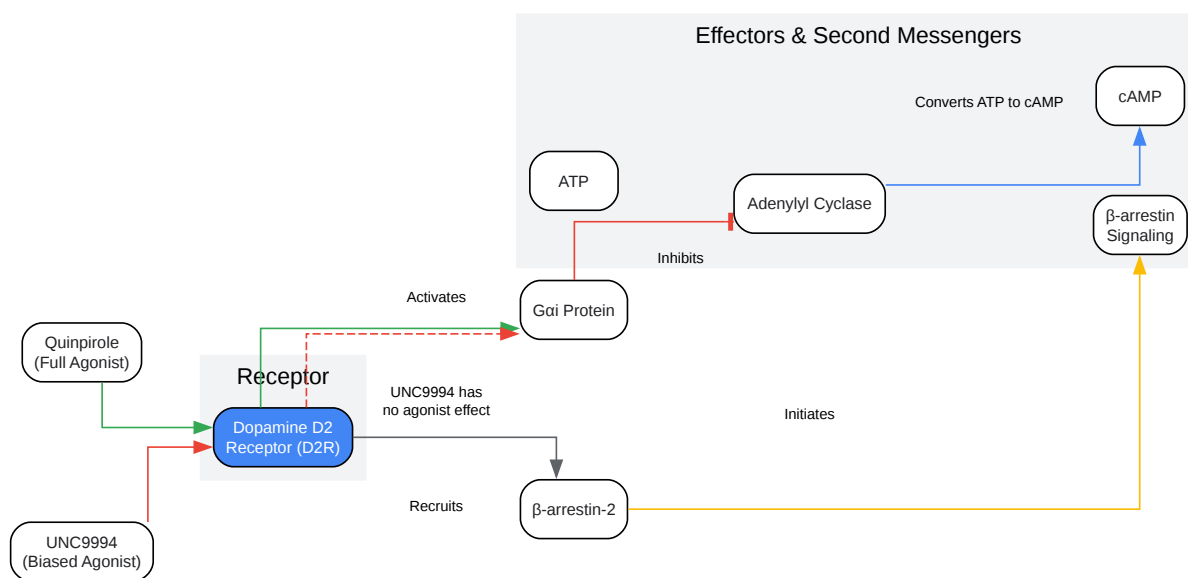 Effectors & Second Messengers
cAMP
Converts ATP to cAMP
ATP
Adenylyl Cyclase
β-arrestin
Signaling
Inhibits
Activates
Gαi Protein
Quinpirole
(Full Agonist)
Receptor
UNC9994 has
no agonist effect
Initiates
Dopamine D2
Receptor (D2R)
Recruits
β-arrestin-2
UNC9994
(Biased Agonist)